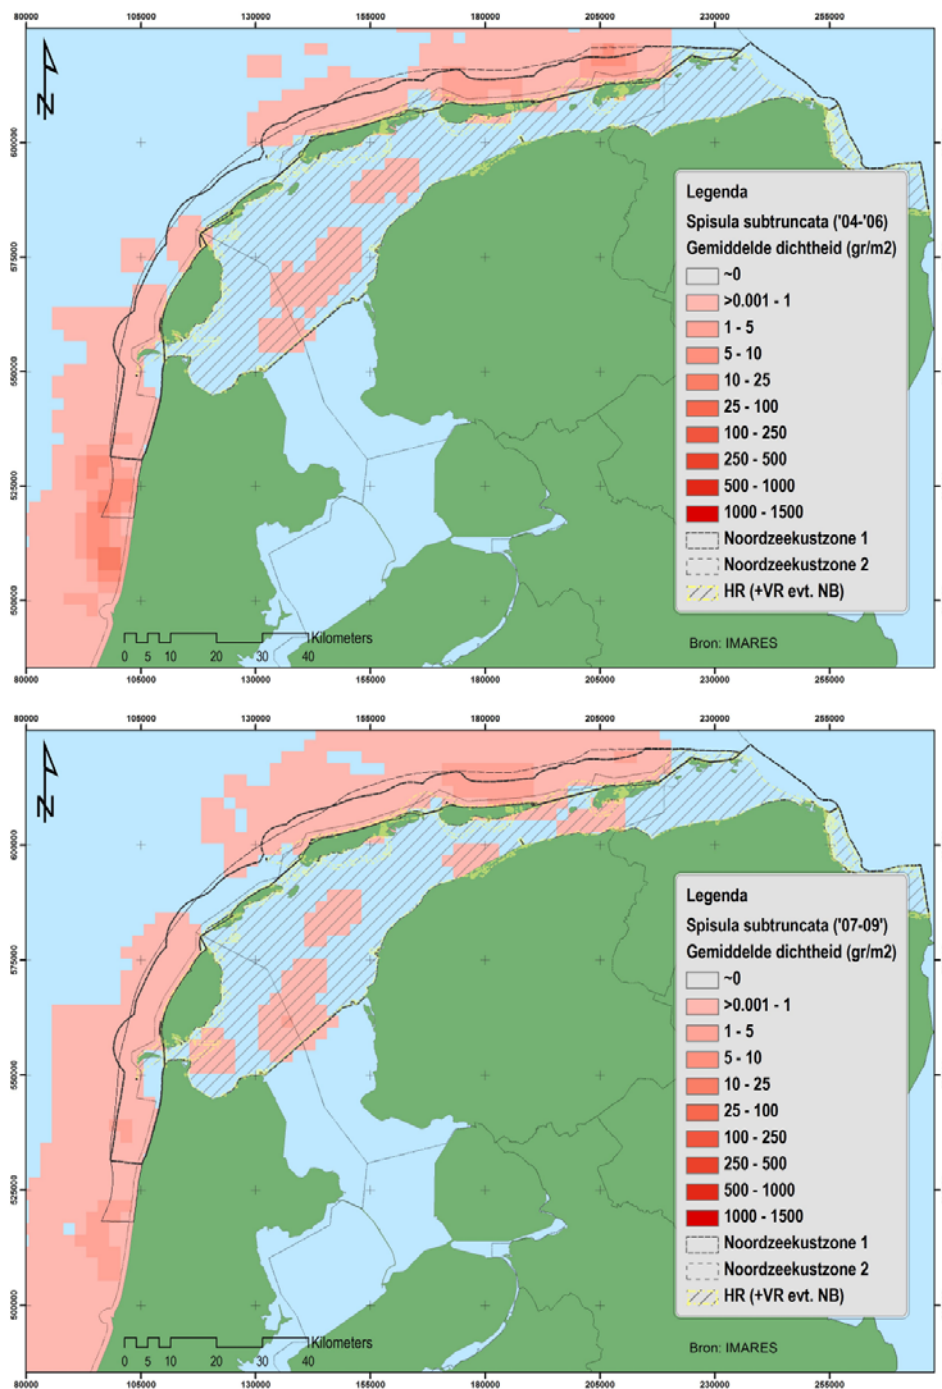 80000 105000 130000 155000 180000 205000 230000 255000
N
600000
575000
550000
525000
500000
Legenda
Spisula subtruncata ('04-'06)
Gemiddelde dichtheid (gr/m2)
~0
>0.001 - 1
1 - 5
5 - 10
10 - 25
25 - 100
100 - 250
250 - 500
500 - 1000
1000 - 1500
Noordzeekustzone 1
Noordzeekustzone 2
HR (+VR evt. NB)
Kilometers
0 5 10 20 30 40
Bron: IMARES
80000 105000 130000 155000 180000 205000 230000 255000
80000 105000 130000 155000 180000 205000 230000 255000
N
600000
575000
550000
525000
500000
Legenda
Spisula subtruncata ('07-09')
Gemiddelde dichtheid (gr/m2)
~0
>0.001 - 1
1 - 5
5 - 10
10 - 25
25 - 100
100 - 250
250 - 500
500 - 1000
1000 - 1500
Noordzeekustzone 1
Noordzeekustzone 2
HR (+VR evt. NB)
Kilometers
0 5 10 20 30 40
Bron: IMARES
80000 105000 130000 155000 180000 205000 230000 255000